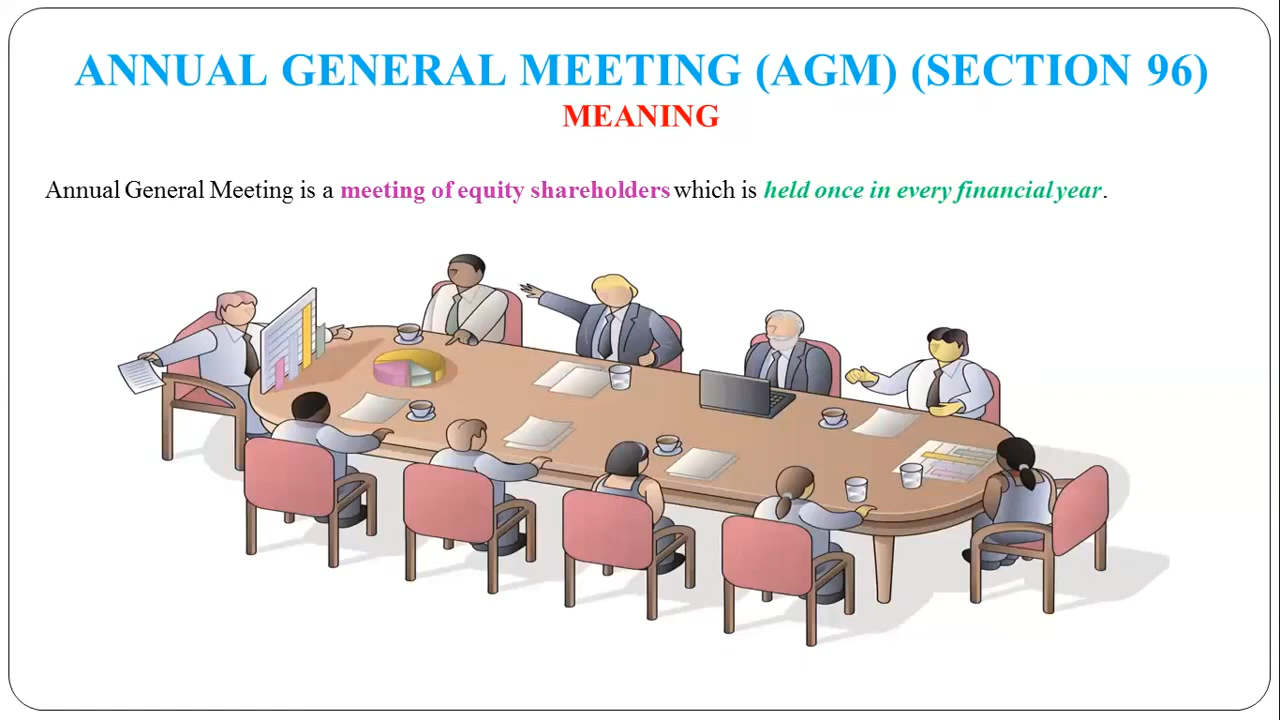 ANNUAL GENERAL MEETING (AGM) (SECTION 96)
MEANING
Annual General Meeting is a meeting of equity shareholders which is held once in every financial year.